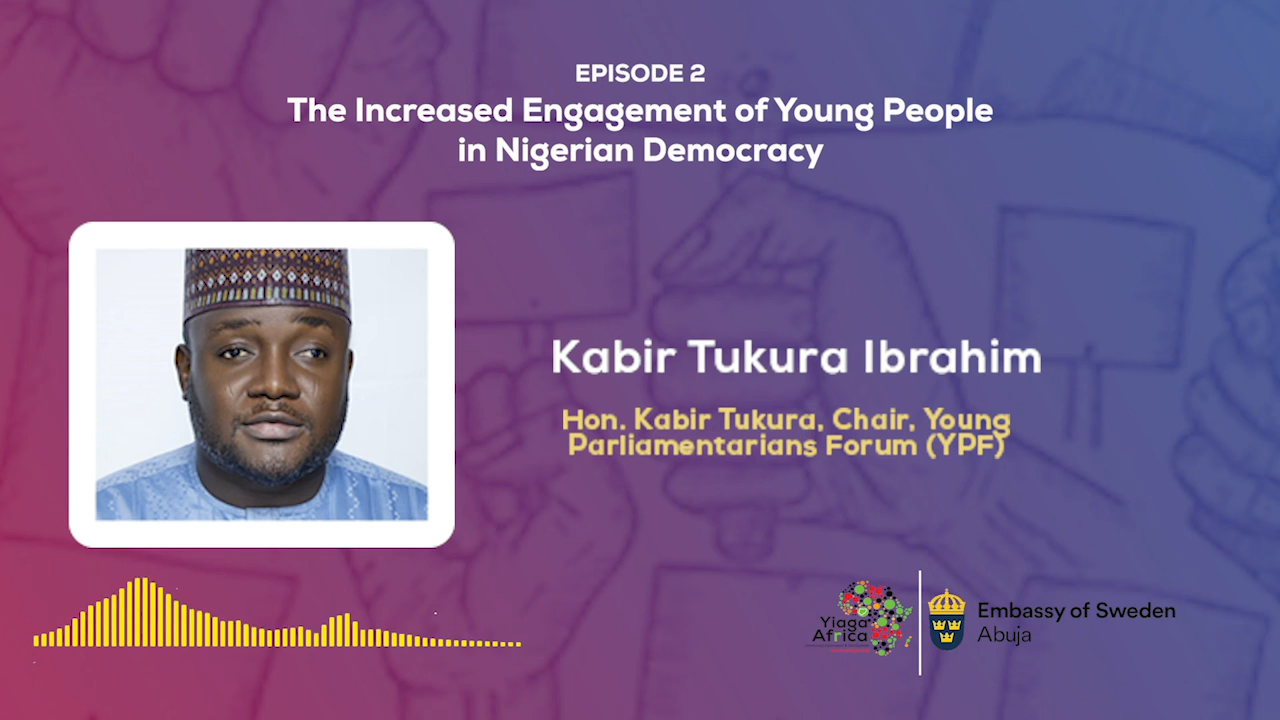 EPISODE 2
The Increased Engagement of Young People
in Nigerian Democracy
Kabir Tukura Ibrahim
Hon. Kabir Tukura, Chair, Young
Parliamentarians Forum (YPF)
Yiaga
Africa
Embassy of Sweden
Abuja